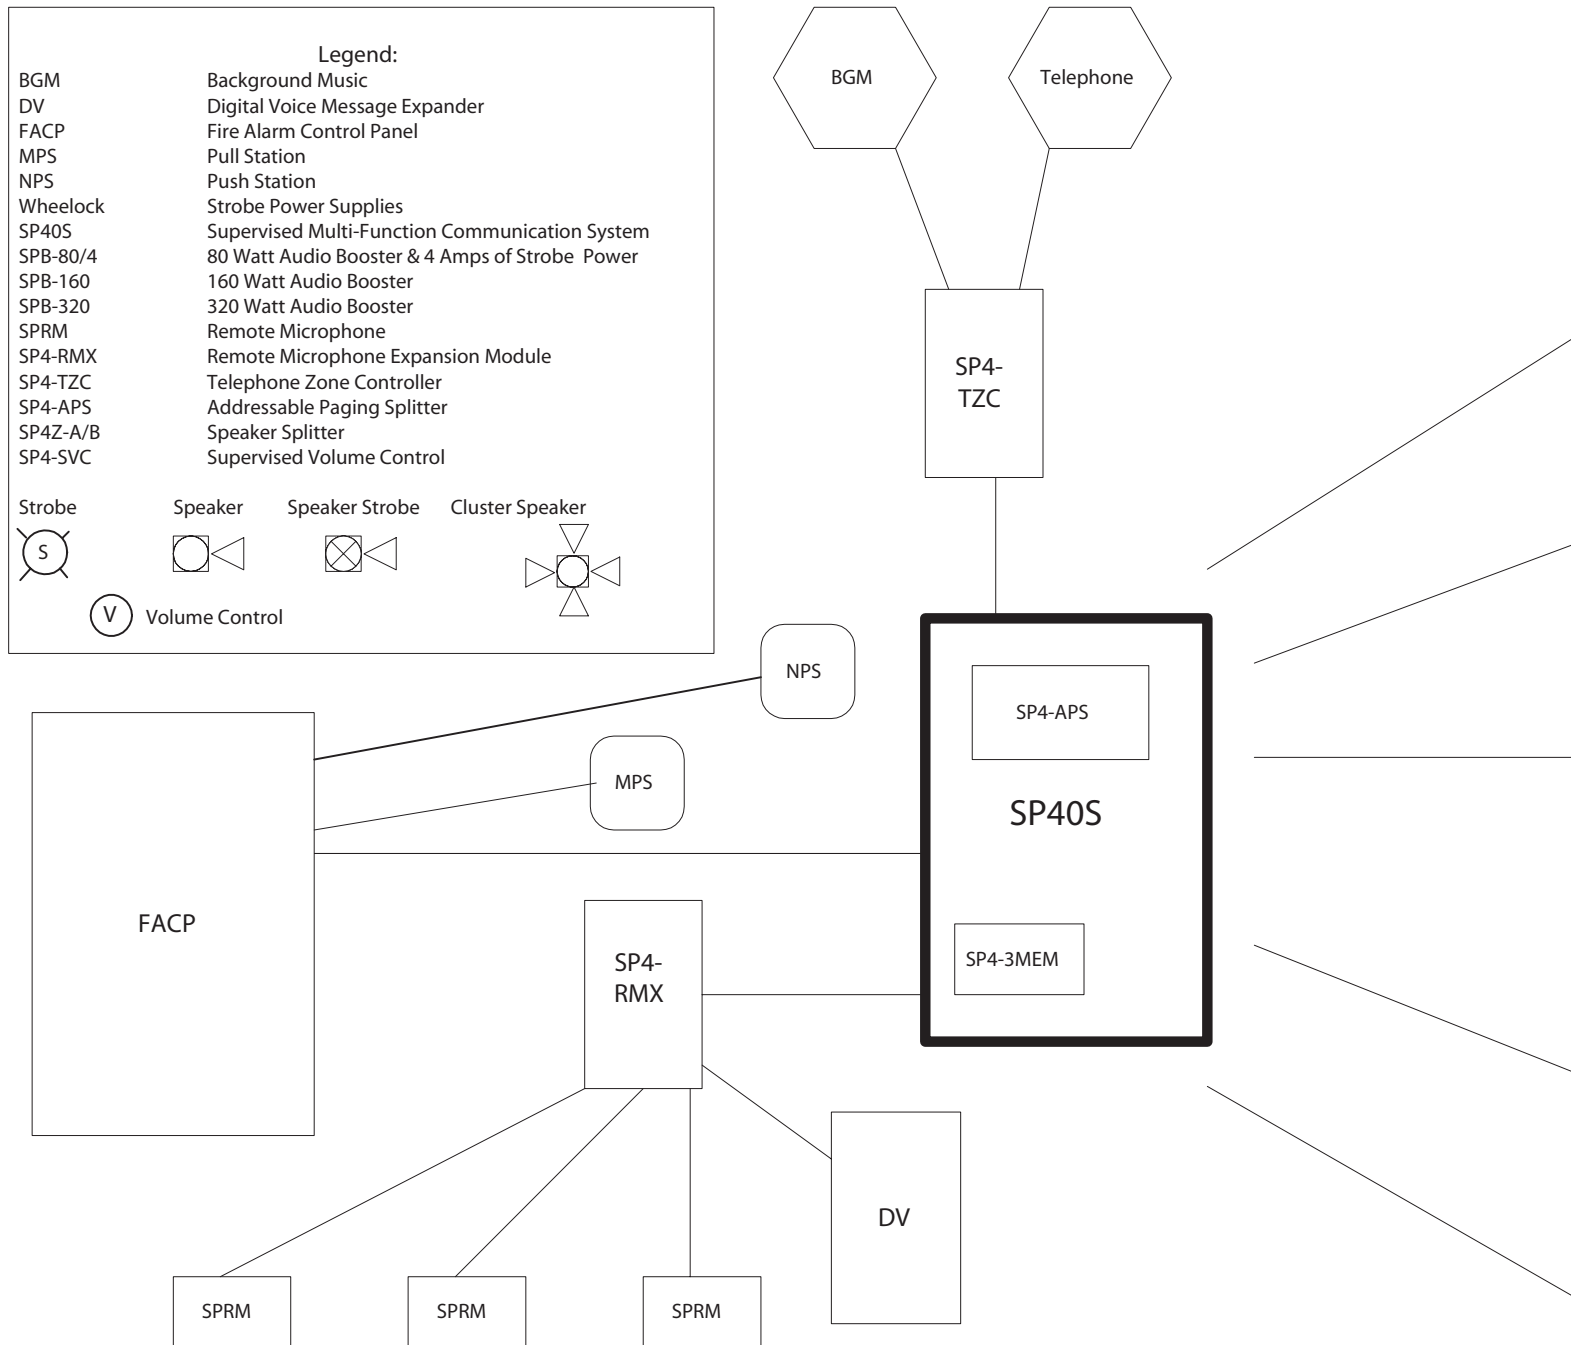 Legend:
BGM Background Music
DV Digital Voice Message Expander
FACP Fire Alarm Control Panel
MPS Pull Station
NPS Push Station
Wheelock Strobe Power Supplies
SP40S Supervised Multi-Function Communication System
SPB-80/4 80 Watt Audio Booster & 4 Amps of Strobe Power
SPB-160 160 Watt Audio Booster
SPB-320 320 Watt Audio Booster
SPRM Remote Microphone
SP4-RMX Remote Microphone Expansion Module
SP4-TZC Telephone Zone Controller
SP4-APS Addressable Paging Splitter
SP4Z-A/B Speaker Splitter
SP4-SVC Supervised Volume Control
Strobe Speaker Speaker Strobe Cluster Speaker
S
V Volume Control
BGM
Telephone
SP4-
TZC
NPS
MPS
SP4-APS
SP40S
SP4-3MEM
FACP
SP4-
RMX
DV
SPRM
SPRM
SPRM